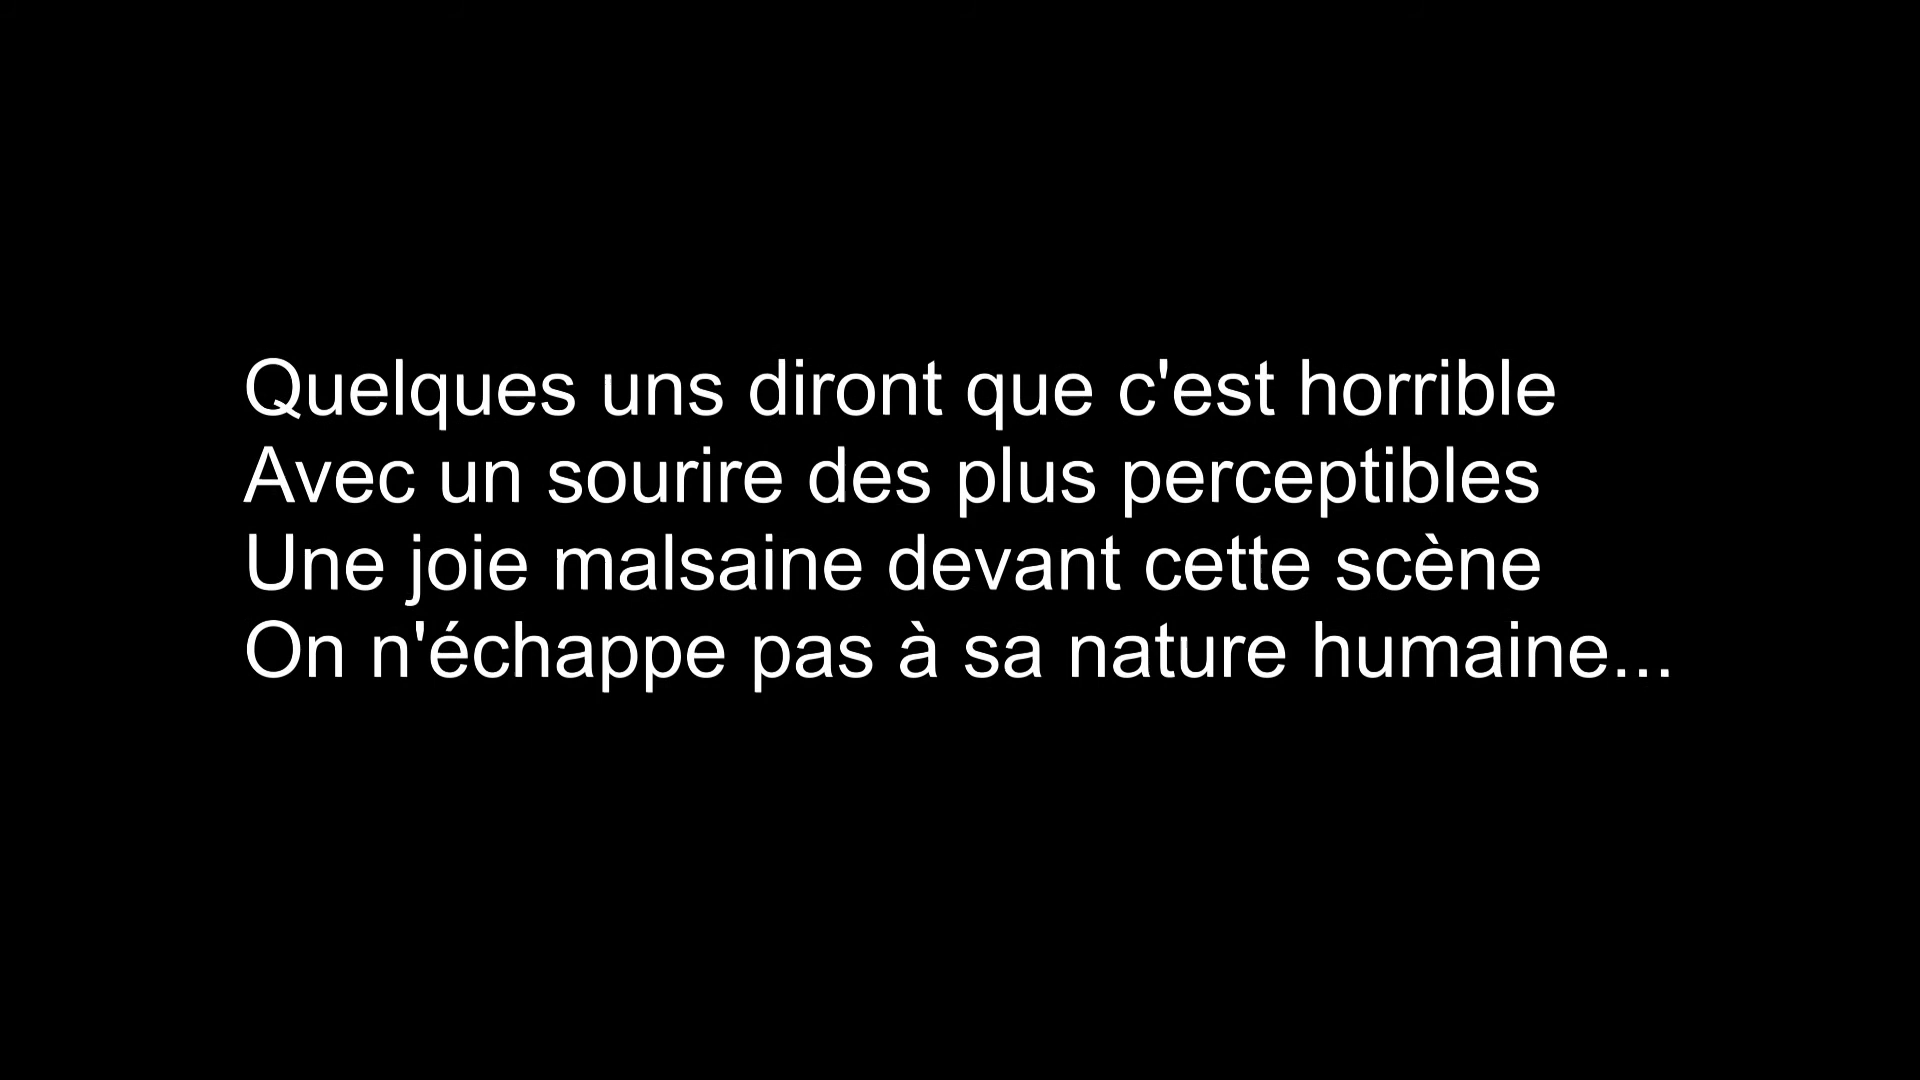 Quelques uns diront que c'est horrible
Avec un sourire des plus perceptibles
Une joie malsaine devant cette scène
On n'échappe pas à sa nature humaine...